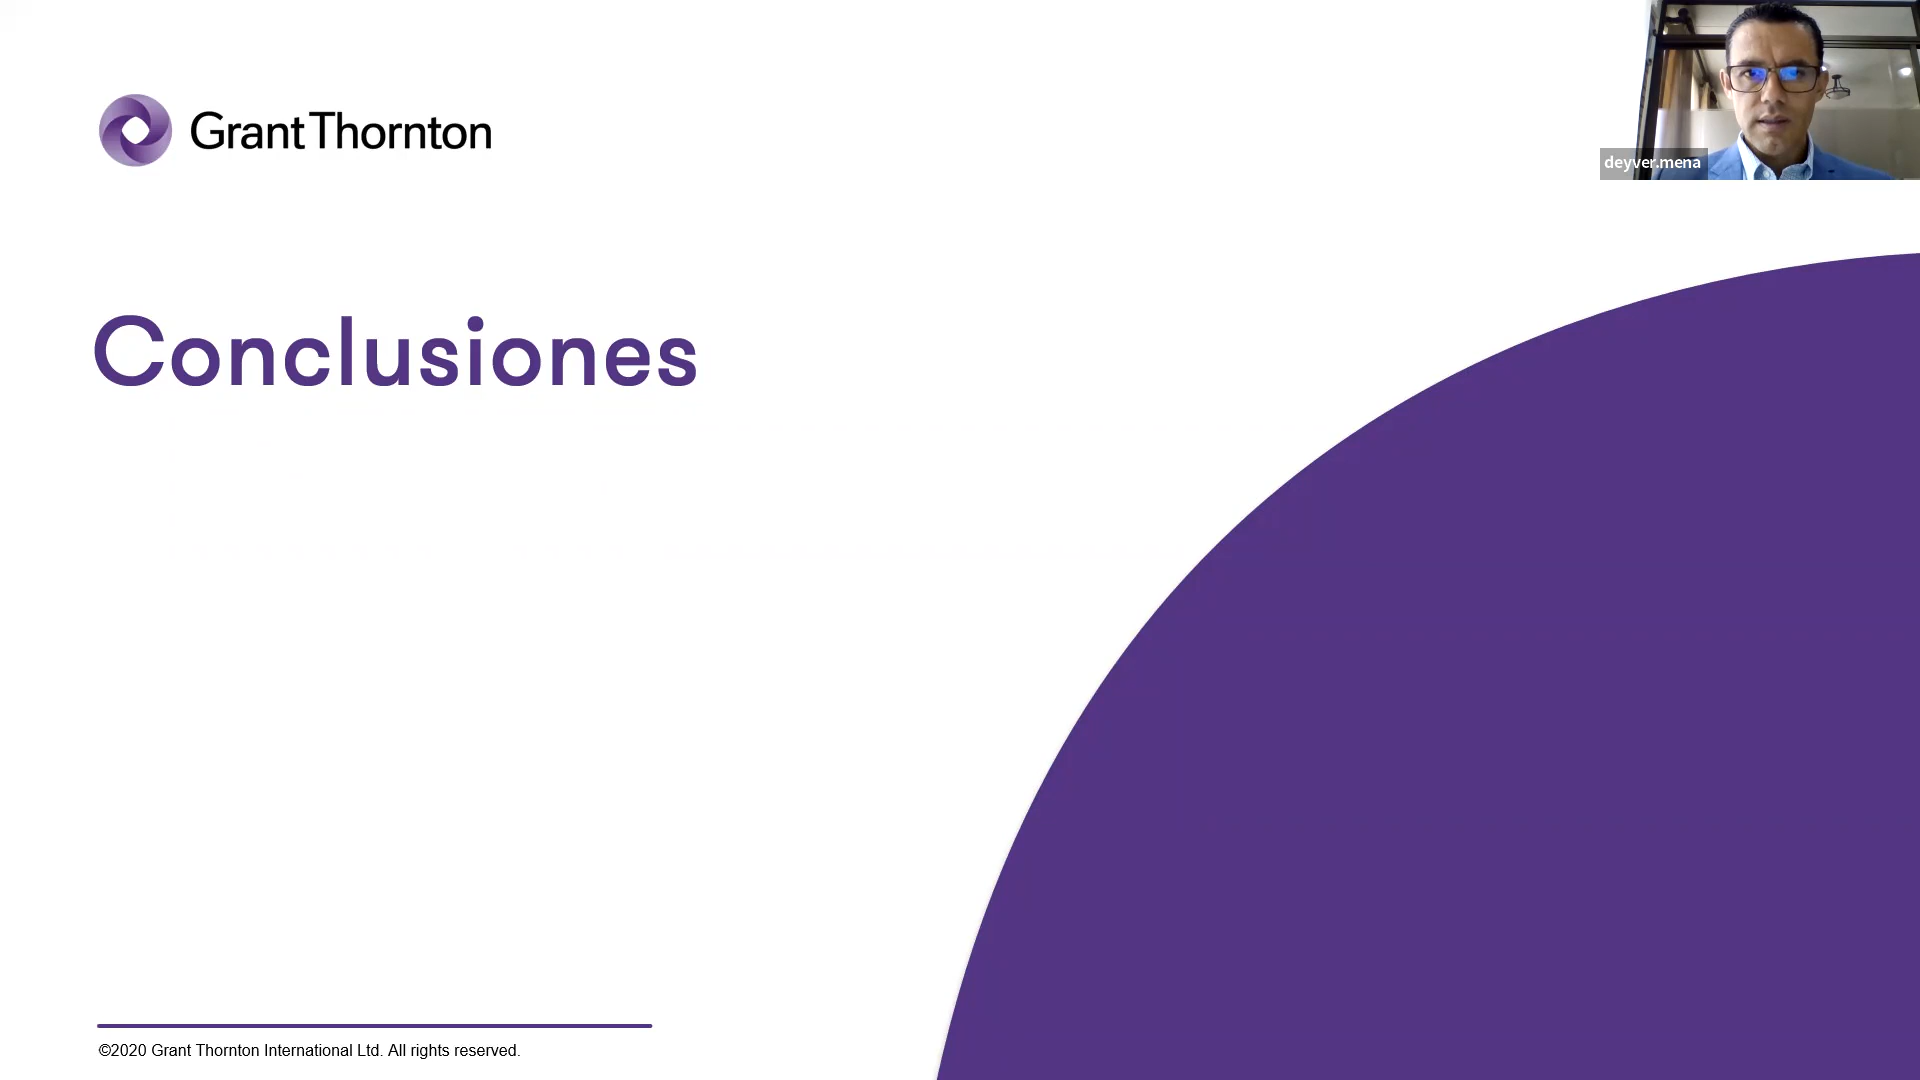 Grant Thornton
deyver.mena
Conclusiones
©2020 Grant Thornton International Ltd. All rights reserved.